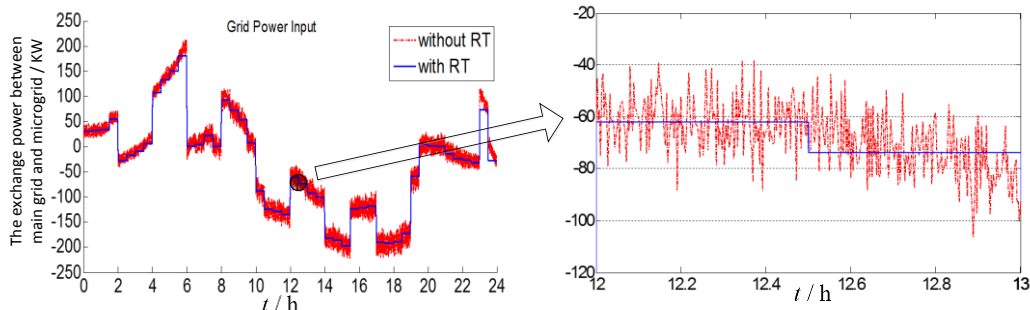 Grid Power Input
without RT
with RT
The exchange power between
main grid and microgrid / KW
250
200
150
100
50
0
-50
-100
-150
-200
-250
0 2 4 6 8 10 12 14 16 18 20 22 24
t / h
-20
-40
-60
-80
-100
-120
12 12.2 12.4 12.6 12.8 13
t / h